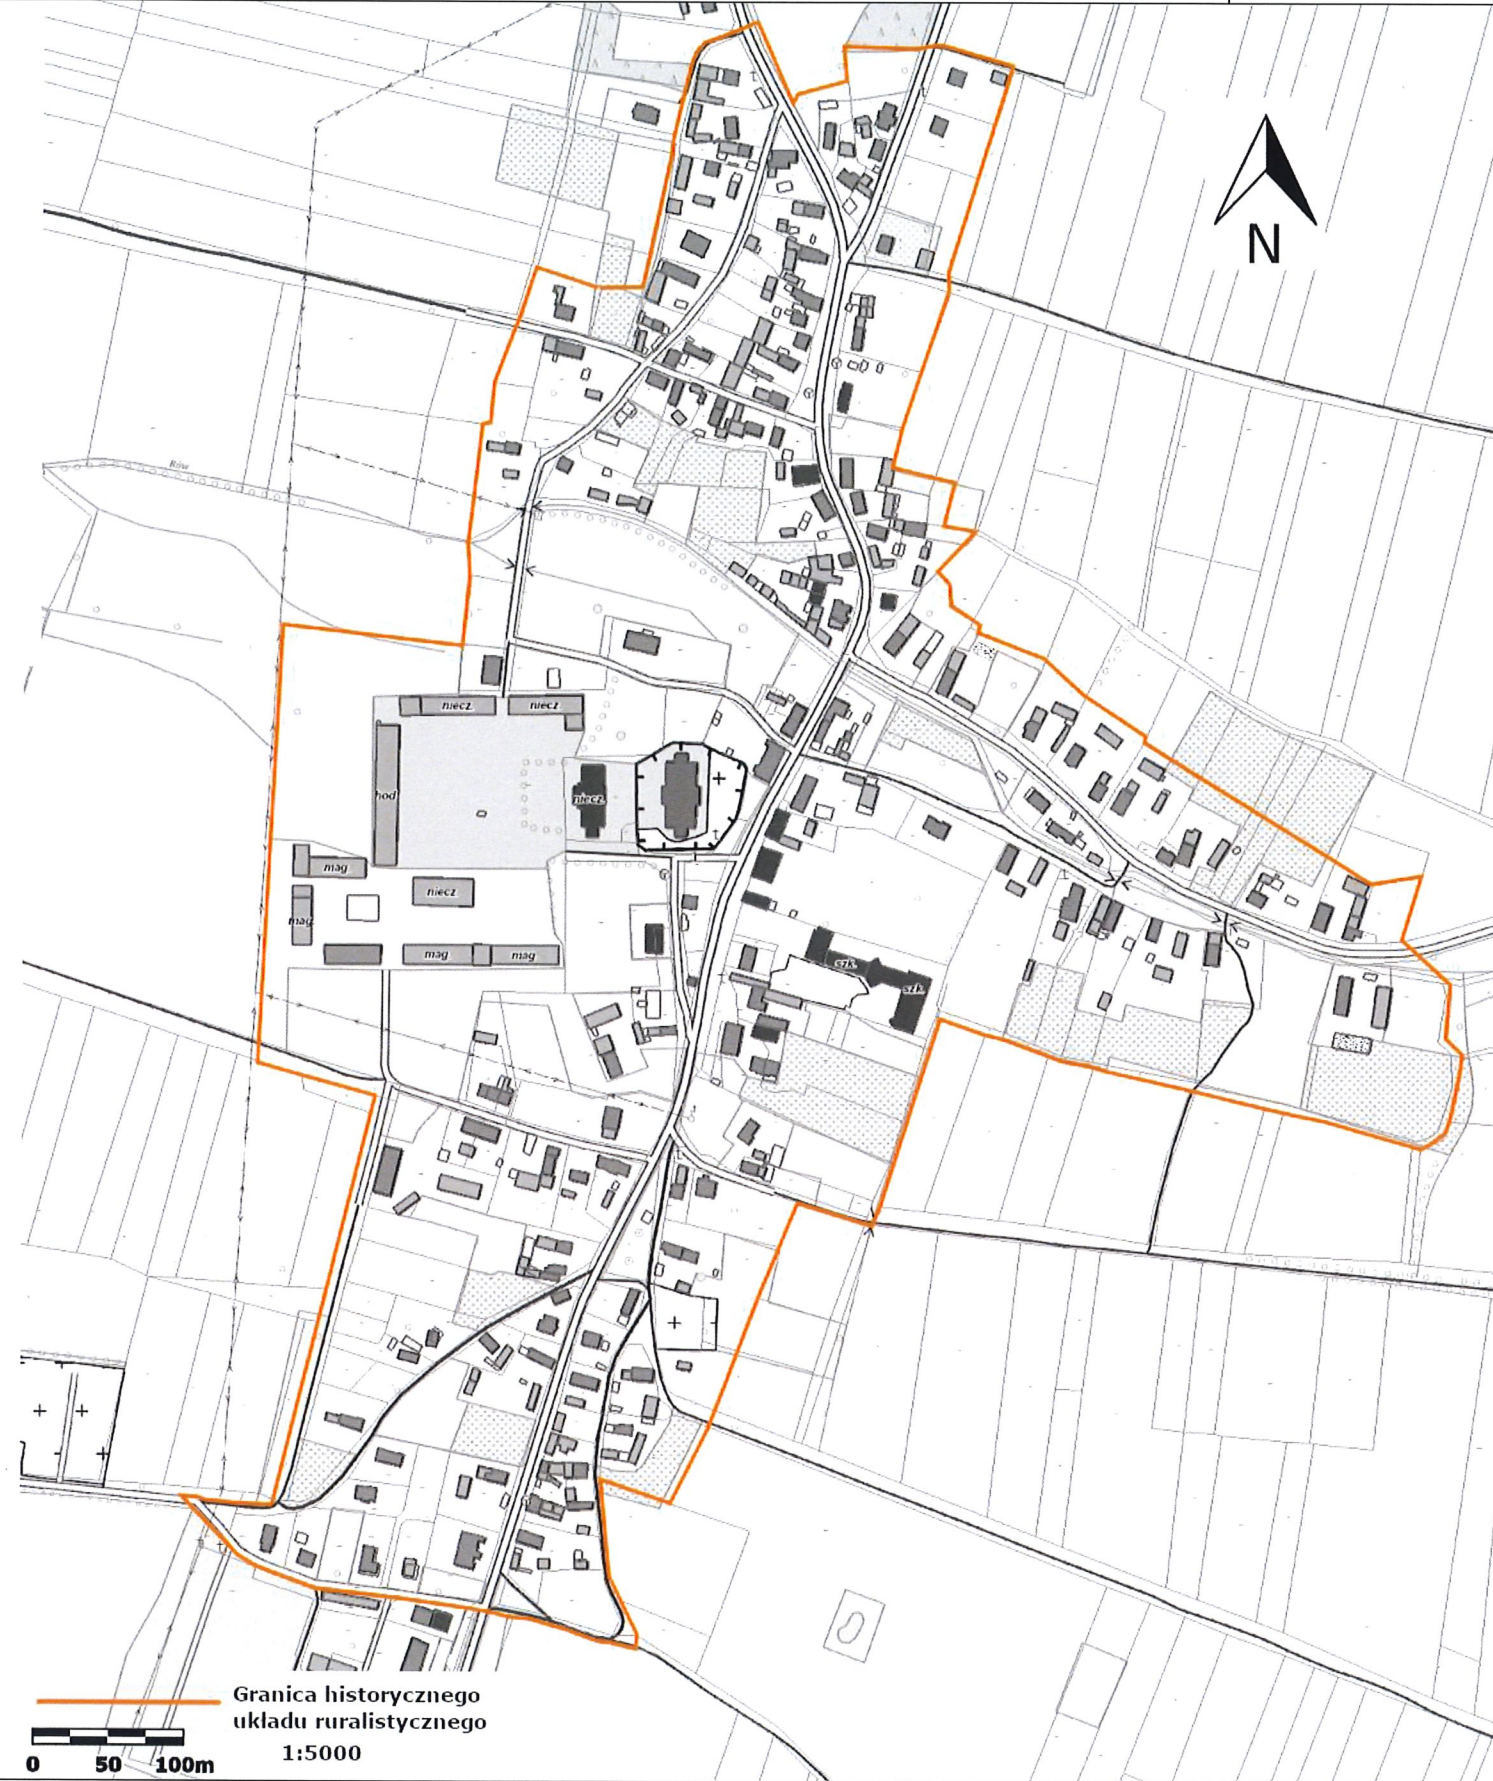 N
Rów
niecz.
niecz.
hod
niecz.
mag
niecz
mag
mag
mag
szk.
szk.
Granica historycznego
układu ruralistycznego
1:5000
0 50 100m